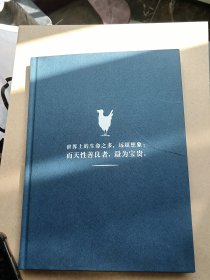 世界上的生命之多，远届想象；
而天性善良者，最为宝贵。